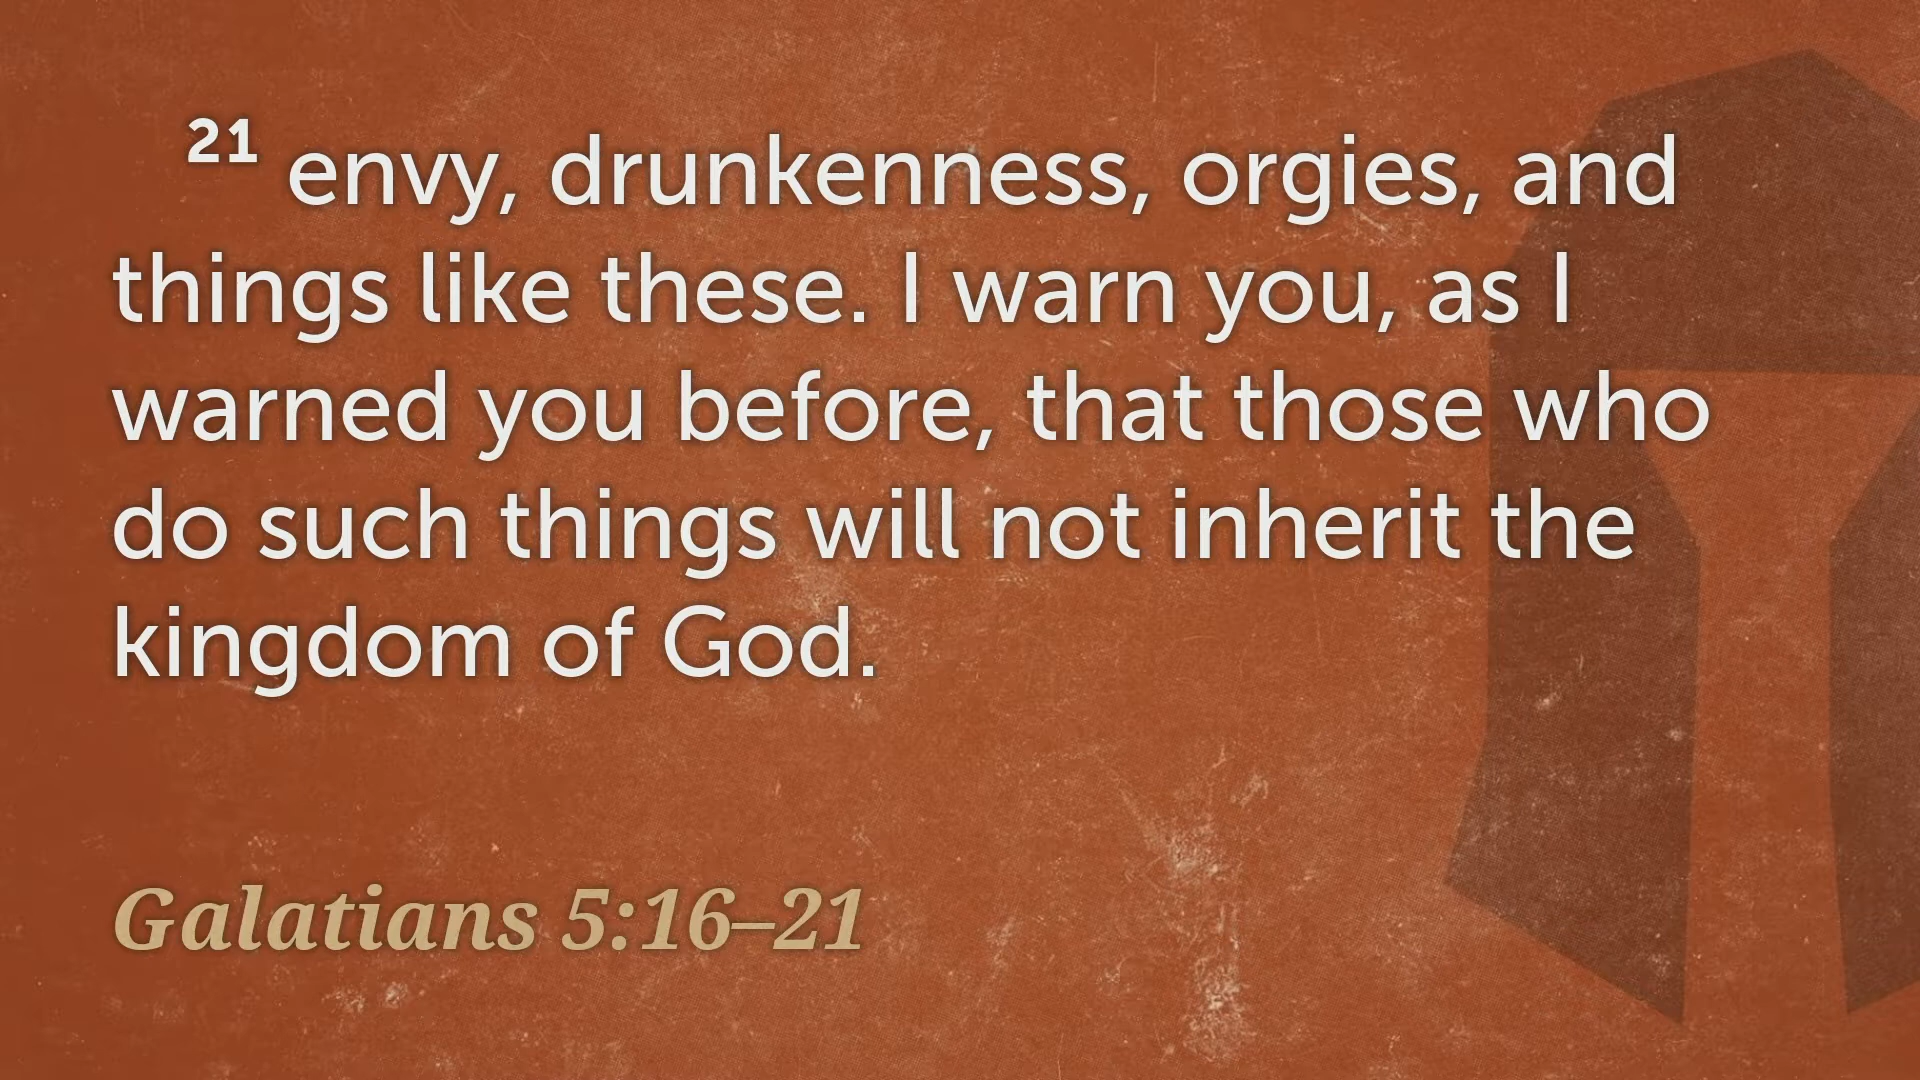 21 envy, drunkenness, orgies, and
things like these. I warn you, as I
warned you before, that those who
do such things will not inherit the
kingdom of God.
Galatians 5:16–21